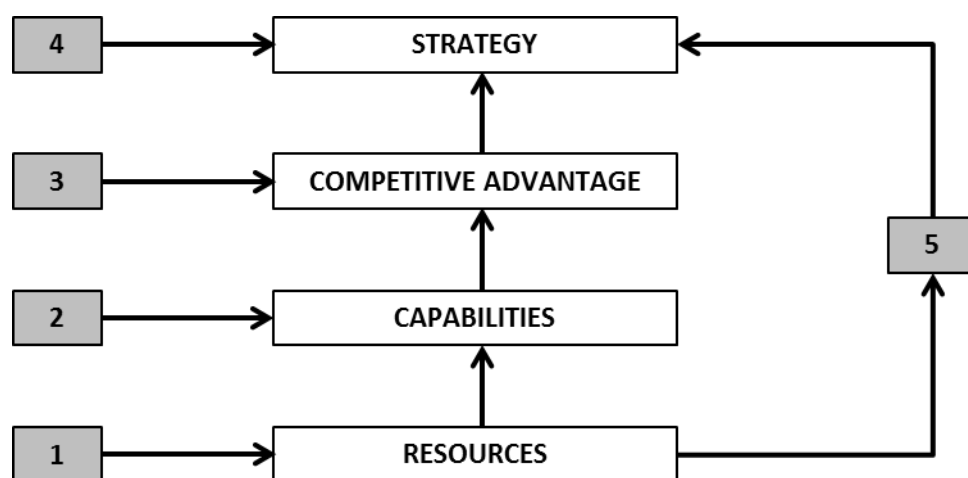 4
STRATEGY
3
COMPETITIVE ADVANTAGE
5
2
CAPABILITIES
1
RESOURCES